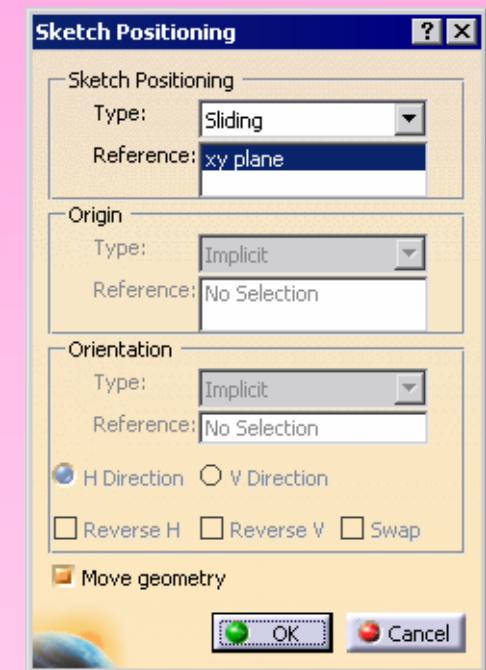 Sketch Positioning
Sketch Positioning
Type: Sliding
Reference: xy plane
Origin
Type: Implicit
Reference: No Selection
Orientation
Type: Implicit
Reference: No Selection
H Direction V Direction
Reverse H Reverse V Swap
Move geometry
OK Cancel